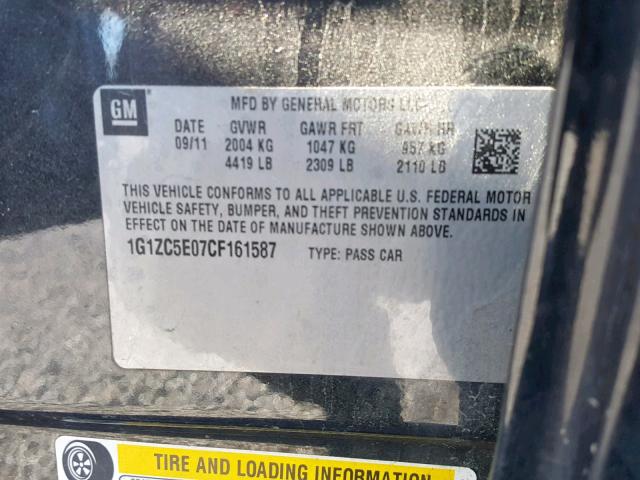 GM
MFD BY GENERAL MOTORS LLC
DATE GVWR GAWR FRT GAWR RR
09/11 2004 KG 1047 KG 957 KG
4419 LB 2309 LB 2110 LB
THIS VEHICLE CONFORMS TO ALL APPLICABLE U.S. FEDERAL MOTOR
VEHICLE SAFETY, BUMPER, AND THEFT PREVENTION STANDARDS IN
EFFECT ON THE DATE OF MANUFACTURE SHOWN ABOVE.
1G1ZC5E07CF161587 TYPE: PASS CAR
TIRE AND LOADING INFORMATION